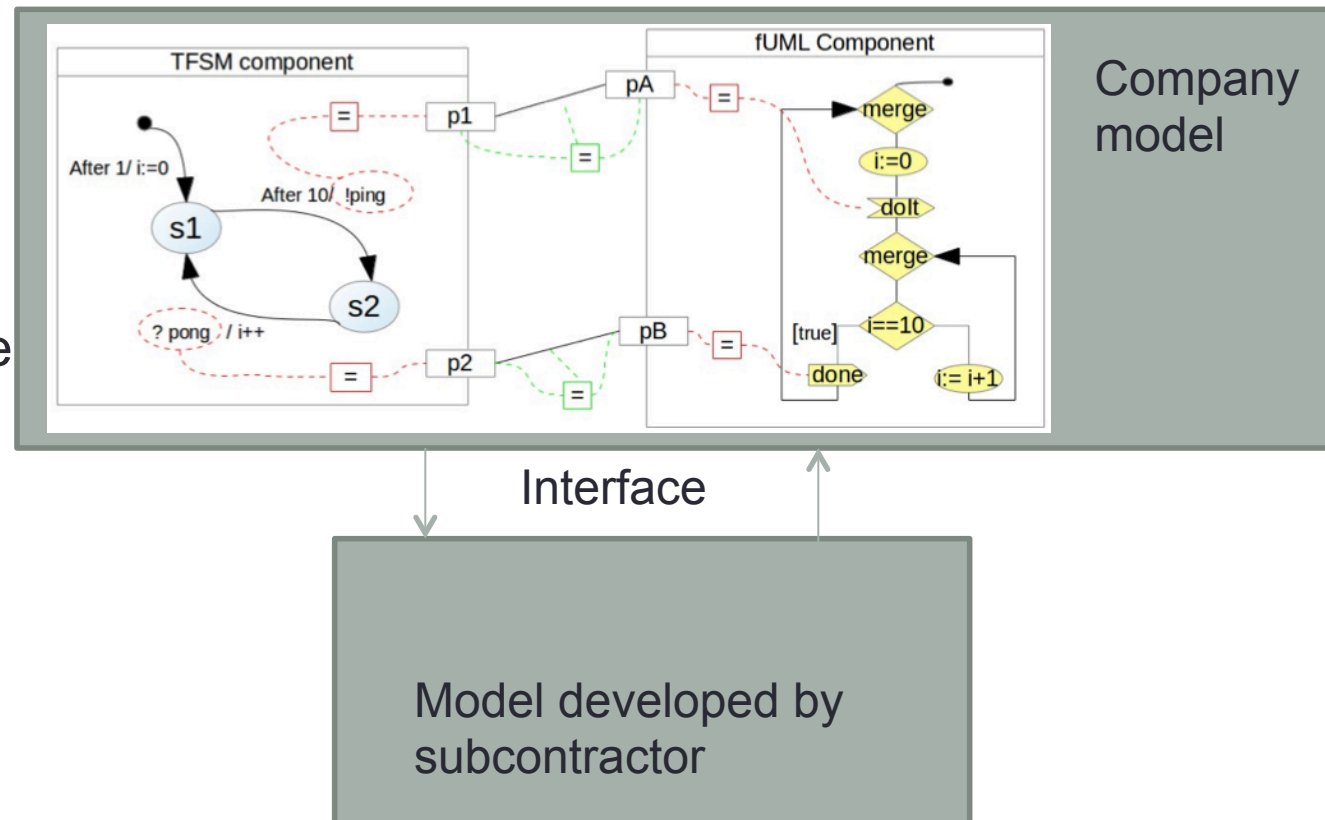 TFSM component
After 1/ i:=0
s1
After 10/ !ping
s2
? pong / i++
=
=
p1
p2
=
=
pA
pB
=
=
fUML Component
merge
i:=0
doIt
merge
i==10
[true]
done
i:= i+1
Company
model
e
Interface
Model developed by
subcontractor